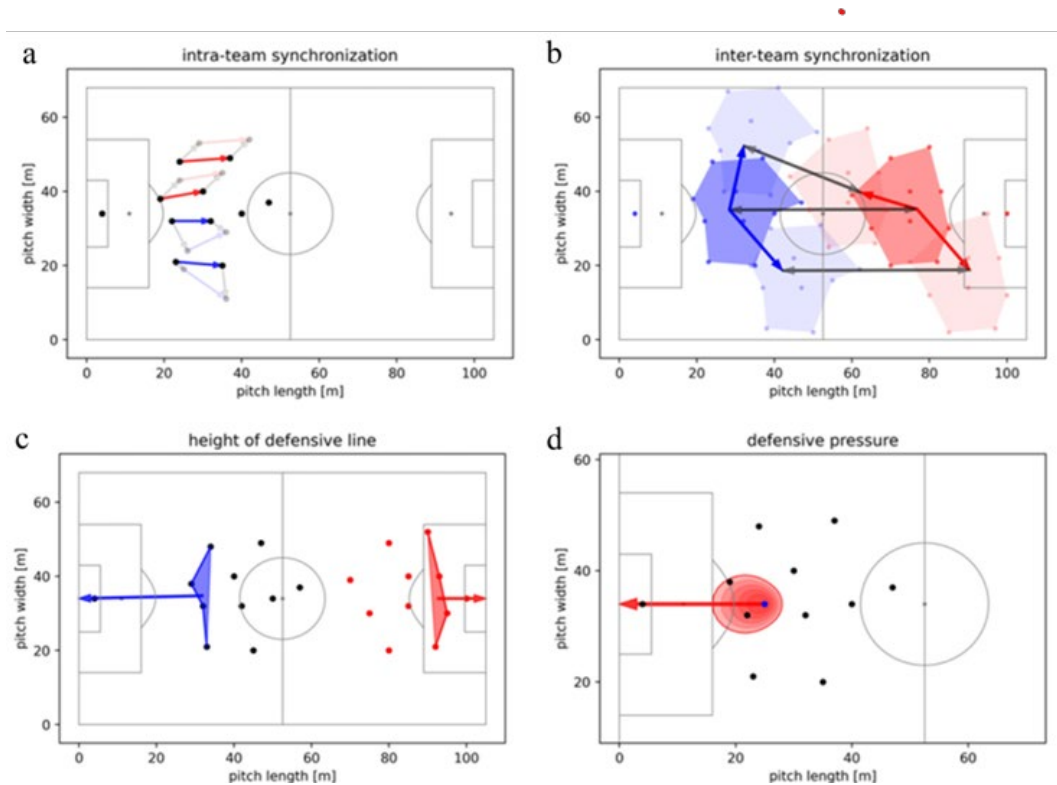 a
intra-team synchronization
pitch width [m]
60
40
20
0
0 20 40 60 80 100
pitch length [m]
b
inter-team synchronization
pitch width [m]
60
40
20
0
0 20 40 60 80 100
pitch length [m]
c
height of defensive line
pitch width [m]
60
40
20
0
0 20 40 60 80 100
pitch length [m]
d
defensive pressure
pitch width [m]
60
40
20
0 20 40 60
pitch length [m]